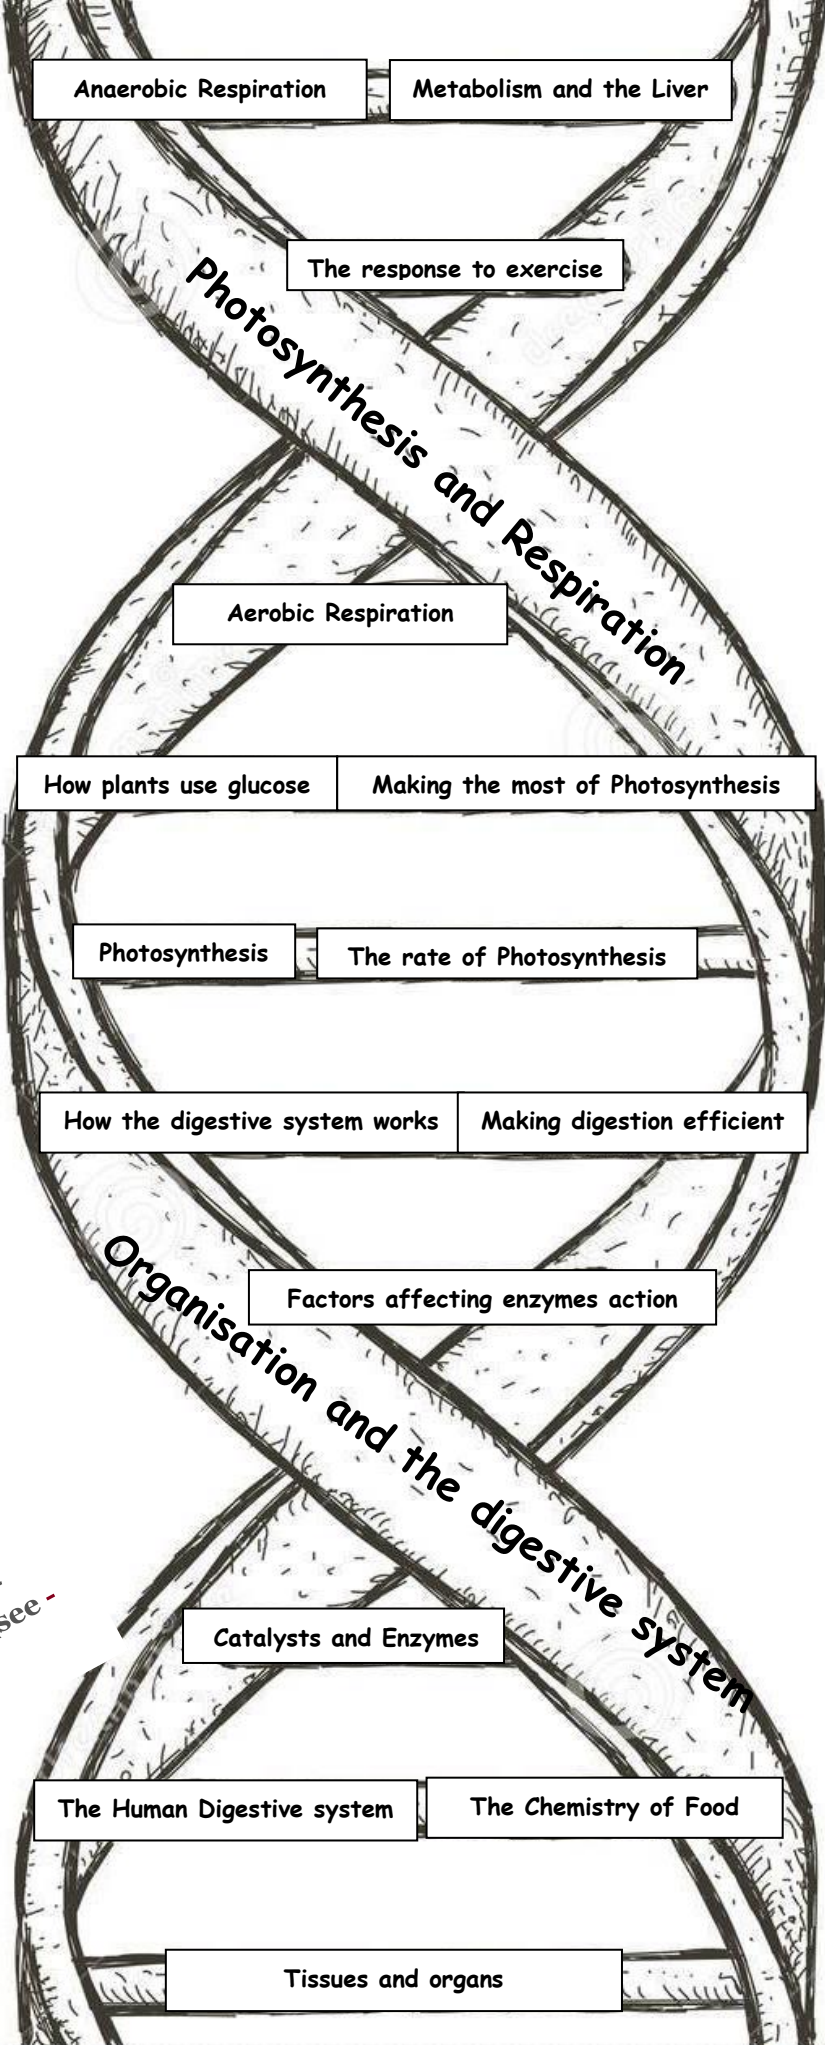 Anaerobic Respiration
Metabolism and the Liver
The response to exercise
Photosynthesis and Respiration
Aerobic Respiration
How plants use glucose
Making the most of Photosynthesis
Photosynthesis
The rate of Photosynthesis
How the digestive system works
Making digestion efficient
Factors affecting enzymes action
Organisation and the digestive system
see -
Catalysts and Enzymes
The Human Digestive system
The Chemistry of Food
Tissues and organs